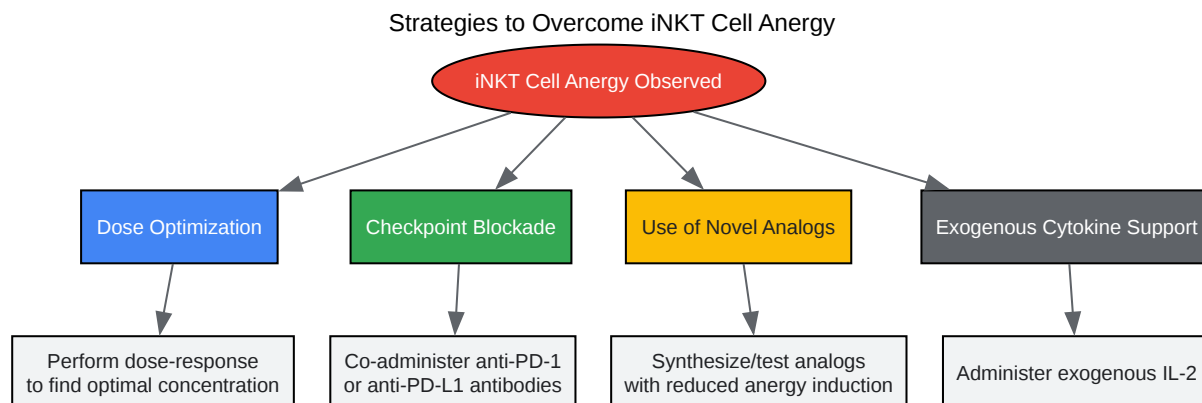 Strategies to Overcome iNKT Cell Anergy
iNKT Cell Anergy Observed
Dose Optimization
Checkpoint Blockade
Use of Novel Analogs
Exogenous Cytokine Support
Perform dose-response
to find optimal concentration
Co-administer anti-PD-1
or anti-PD-L1 antibodies
Synthesize/test analogs
with reduced anergy induction
Administer exogenous IL-2